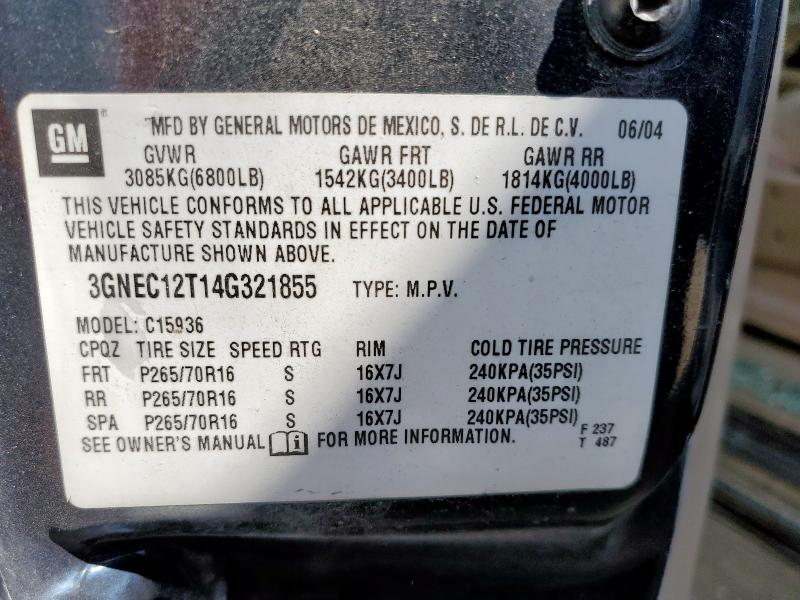 GM ® MFD BY GENERAL MOTORS DE MEXICO, S. DE R.L. DE C.V. 06/04
GVWR GAWR FRT GAWR RR
3085KG(6800LB) 1542KG(3400LB) 1814KG(4000LB)
THIS VEHICLE CONFORMS TO ALL APPLICABLE U.S. FEDERAL MOTOR
VEHICLE SAFETY STANDARDS IN EFFECT ON THE DATE OF
MANUFACTURE SHOWN ABOVE.
3GNEC12T14G321855 TYPE: M.P.V.
MODEL: C15936
CPQZ TIRE SIZE SPEED RTG RIM COLD TIRE PRESSURE
FRT P265/70R16 S 16X7J 240KPA(35PSI)
RR P265/70R16 S 16X7J 240KPA(35PSI)
SPA P265/70R16 S 16X7J 240KPA(35PSI)
SEE OWNER'S MANUAL i FOR MORE INFORMATION. F 237
T 487